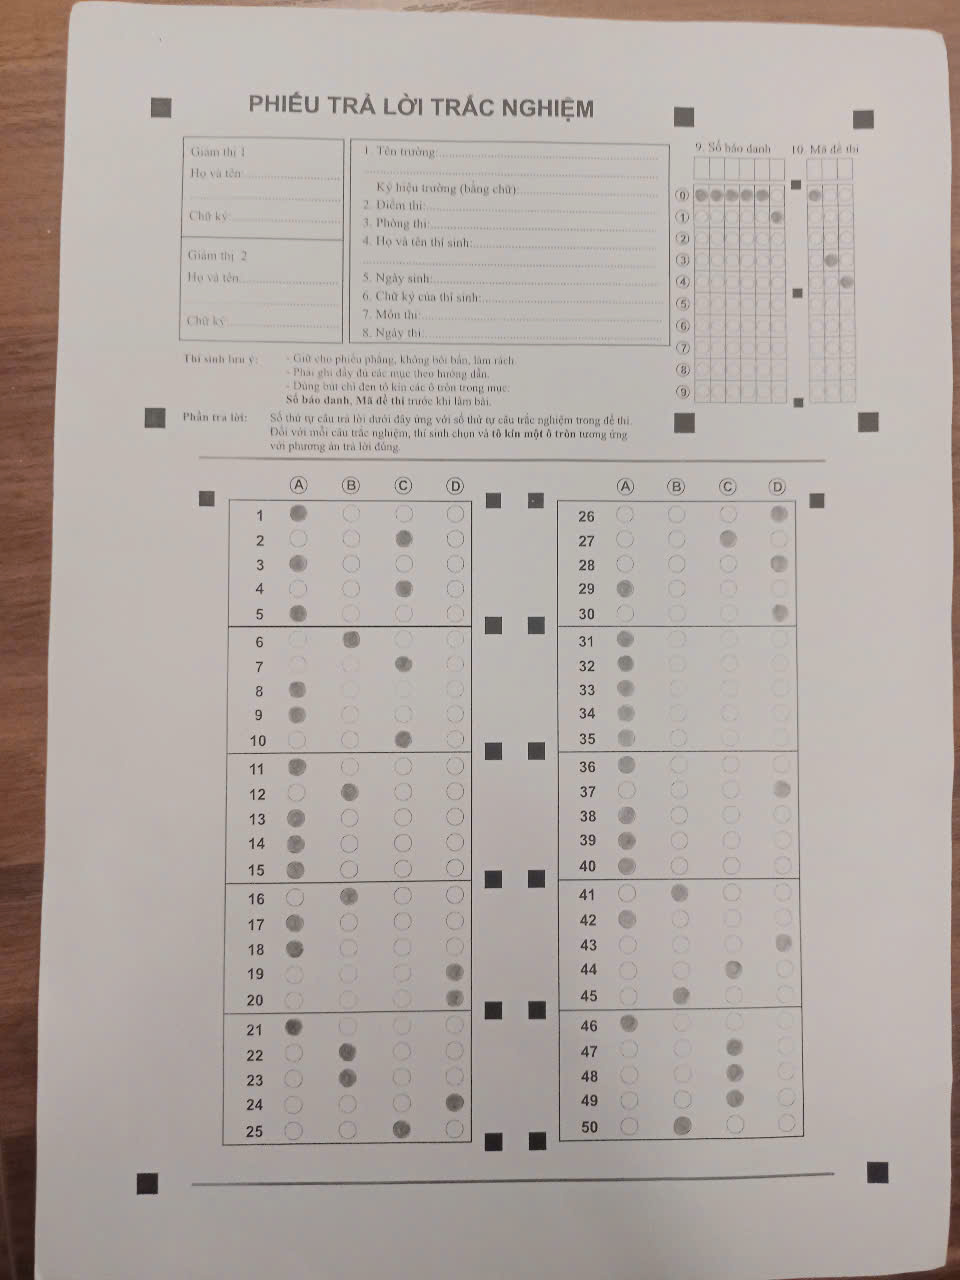 PHIẾU TRẢ LỜI TRẮC NGHIỆM
Giám thị 1
Họ và tên:
Chữ ký:
Giám thị 2
Họ và tên:
Chữ ký:
1. Tên trường:
Ký hiệu trường (bằng chữ):
2. Điểm thi:
3. Phòng thi:
4. Họ và tên thí sinh:
5. Ngày sinh:
6. Chữ ký của thí sinh:
7. Môn thi:
8. Ngày thi:
9. Số báo danh
10. Mã đề thi
0
1
2
3
4
5
6
7
8
9
Thí sinh lưu ý:
- Giữ cho phiếu phẳng, không bôi bẩn, làm rách.
- Phải ghi đầy đủ các mục theo hướng dẫn.
- Dùng bút chì đen tô kín các ô tròn trong mục:
Số báo danh, Mã đề thi trước khi làm bài.
Phần trả lời:
Số thứ tự câu trả lời dưới đây ứng với số thứ tự câu trắc nghiệm trong đề thi.
Đối với mỗi câu trắc nghiệm, thí sinh chọn và tô kín một ô tròn tương ứng
với phương án trả lời đúng.
A B C D
1
2
3
4
5
6
7
8
9
10
11
12
13
14
15
16
17
18
19
20
21
22
23
24
25
A B C D
26
27
28
29
30
31
32
33
34
35
36
37
38
39
40
41
42
43
44
45
46
47
48
49
50